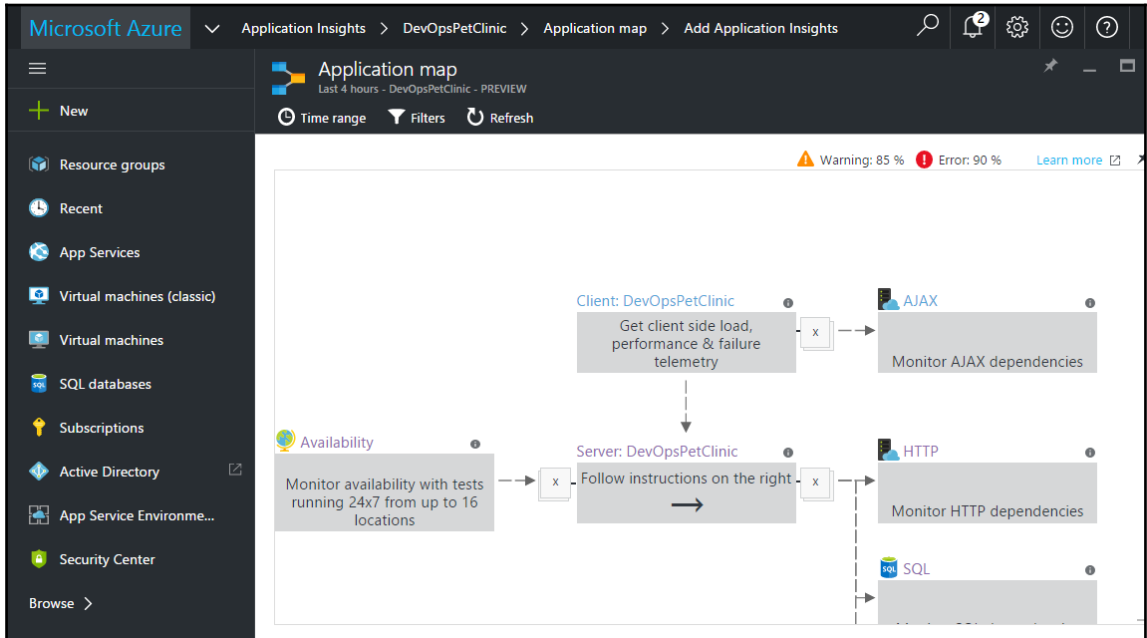 Microsoft Azure
Application Insights > DevOpsPetClinic > Application map > Add Application Insights
2
New
Resource groups
Recent
App Services
Virtual machines (classic)
Virtual machines
SQL databases
Subscriptions
Active Directory
App Service Environme...
Security Center
Browse >
Application map
Last 4 hours - DevOpsPetClinic - PREVIEW
Time range Filters Refresh
Warning: 85 % Error: 90 % Learn more
Client: DevOpsPetClinic
Get client side load,
performance & failure
telemetry
x
AJAX
Monitor AJAX dependencies
Availability
Monitor availability with tests
running 24x7 from up to 16
locations
x
Server: DevOpsPetClinic
Follow instructions on the right
x
HTTP
Monitor HTTP dependencies
SQL
SQL